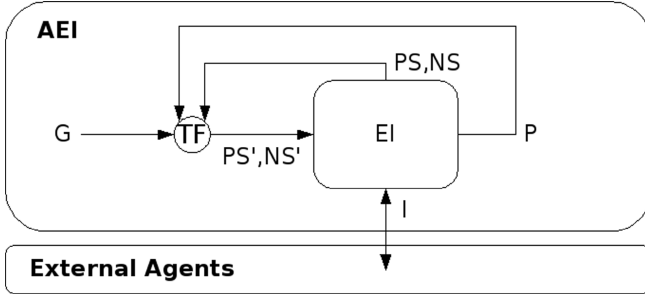 AEI
PS,NS
G
TF
EI
P
PS',NS'
I
External Agents